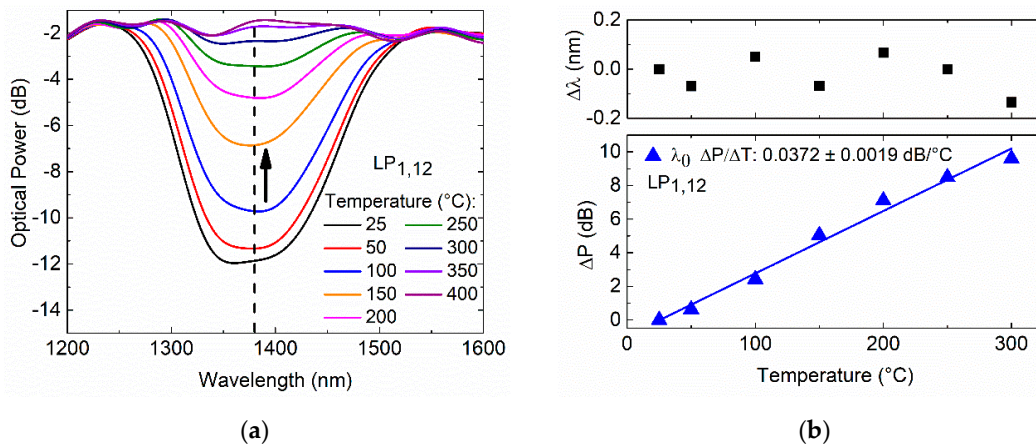 -2
-4
-6
-8
-10
-12
-14
Optical Power (dB)
LP1,12
Temperature (°C):
25 250
50 300
100 350
150 400
200
1200 1300 1400 1500 1600
Wavelength (nm)
(a)
0.2
0.0
-0.2
Δλ (nm)
10
8
6
4
2
0
ΔP (dB)
λ0 ΔP/ΔT: 0.0372 ± 0.0019 dB/°C
LP1,12
0 50 100 150 200 250 300
Temperature (°C)
(b)